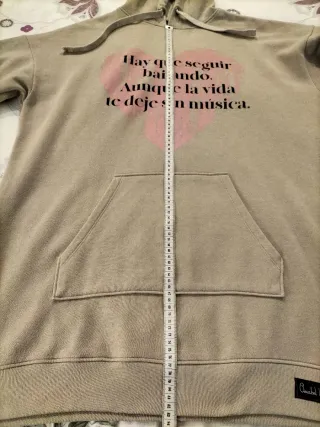 Hay que seguir
bailando.
Aunque la vida
te deje sin música.